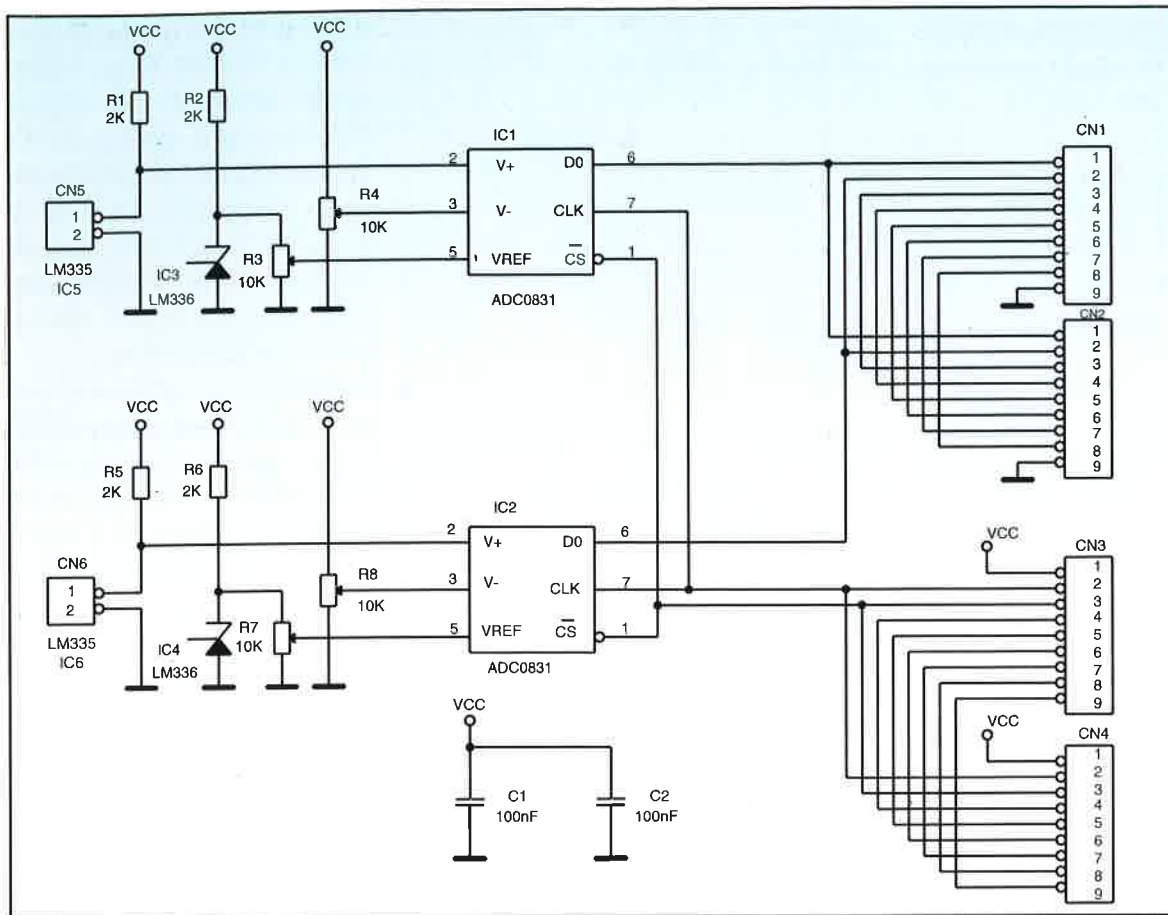 VCC VCC VCC
R1
2K
R2
2K
IC1
CN1
2 V+ D0 6
3 V- CLK 7
5 VREF CS 1
ADC0831
R4
10K
CN5
1
2
LM335
IC5
IC3
LM336
R3
10K
1
2
3
4
5
6
7
8
9
CN2
1
2
3
4
5
6
7
8
9
VCC VCC VCC
R5
2K
R6
2K
IC2
2 V+ D0 6
3 V- CLK 7
5 VREF CS 1
ADC0831
R8
10K
CN6
1
2
LM335
IC6
IC4
LM336
R7
10K
VCC
CN3
1
2
3
4
5
6
7
8
9
VCC
CN4
1
2
3
4
5
6
7
8
9
VCC
C1
100nF
C2
100nF